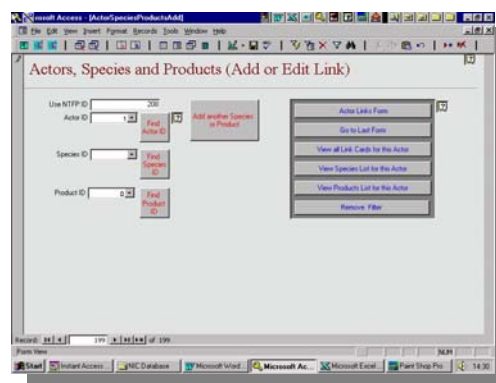 Microsoft Access - [ActorSpeciesProductsAdd]
File Edit View Insert Format Records Tools Window Help
Actors, Species and Products (Add or Edit Link)
Use NTFP ID 200
Actor ID 1
Find
Actor ID
Add another Species
or Product
Species ID
Find
Species
ID
Product ID 0
Find
Product
ID
Actor Links Form
Go to Last Form
View all Link Cards for this Actor
View Species List for this Actor
View Products List for this Actor
Remove Filter
Record: 199 of 199
Form View
NUM
Start
Instant Access...
NIC Database
Microsoft Word...
Microsoft Ac...
Microsoft Excel...
Paint Shop Pro
14:30